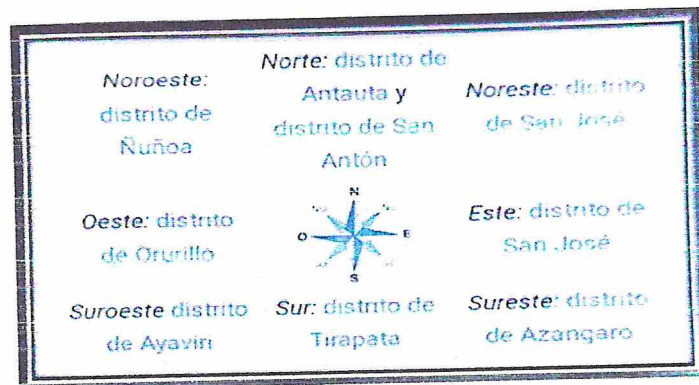 Noroeste:
distrito de
Ñuñoa
Norte: distrito de
Antauta y
distrito de San
Antón
Noreste: distrito
de San José
Oeste: distrito
de Orurillo
N
O
E
S
Este: distrito de
San José
Suroeste distrito
de Ayaviri
Sur: distrito de
Tirapata
Sureste: distrito
de Azangaro